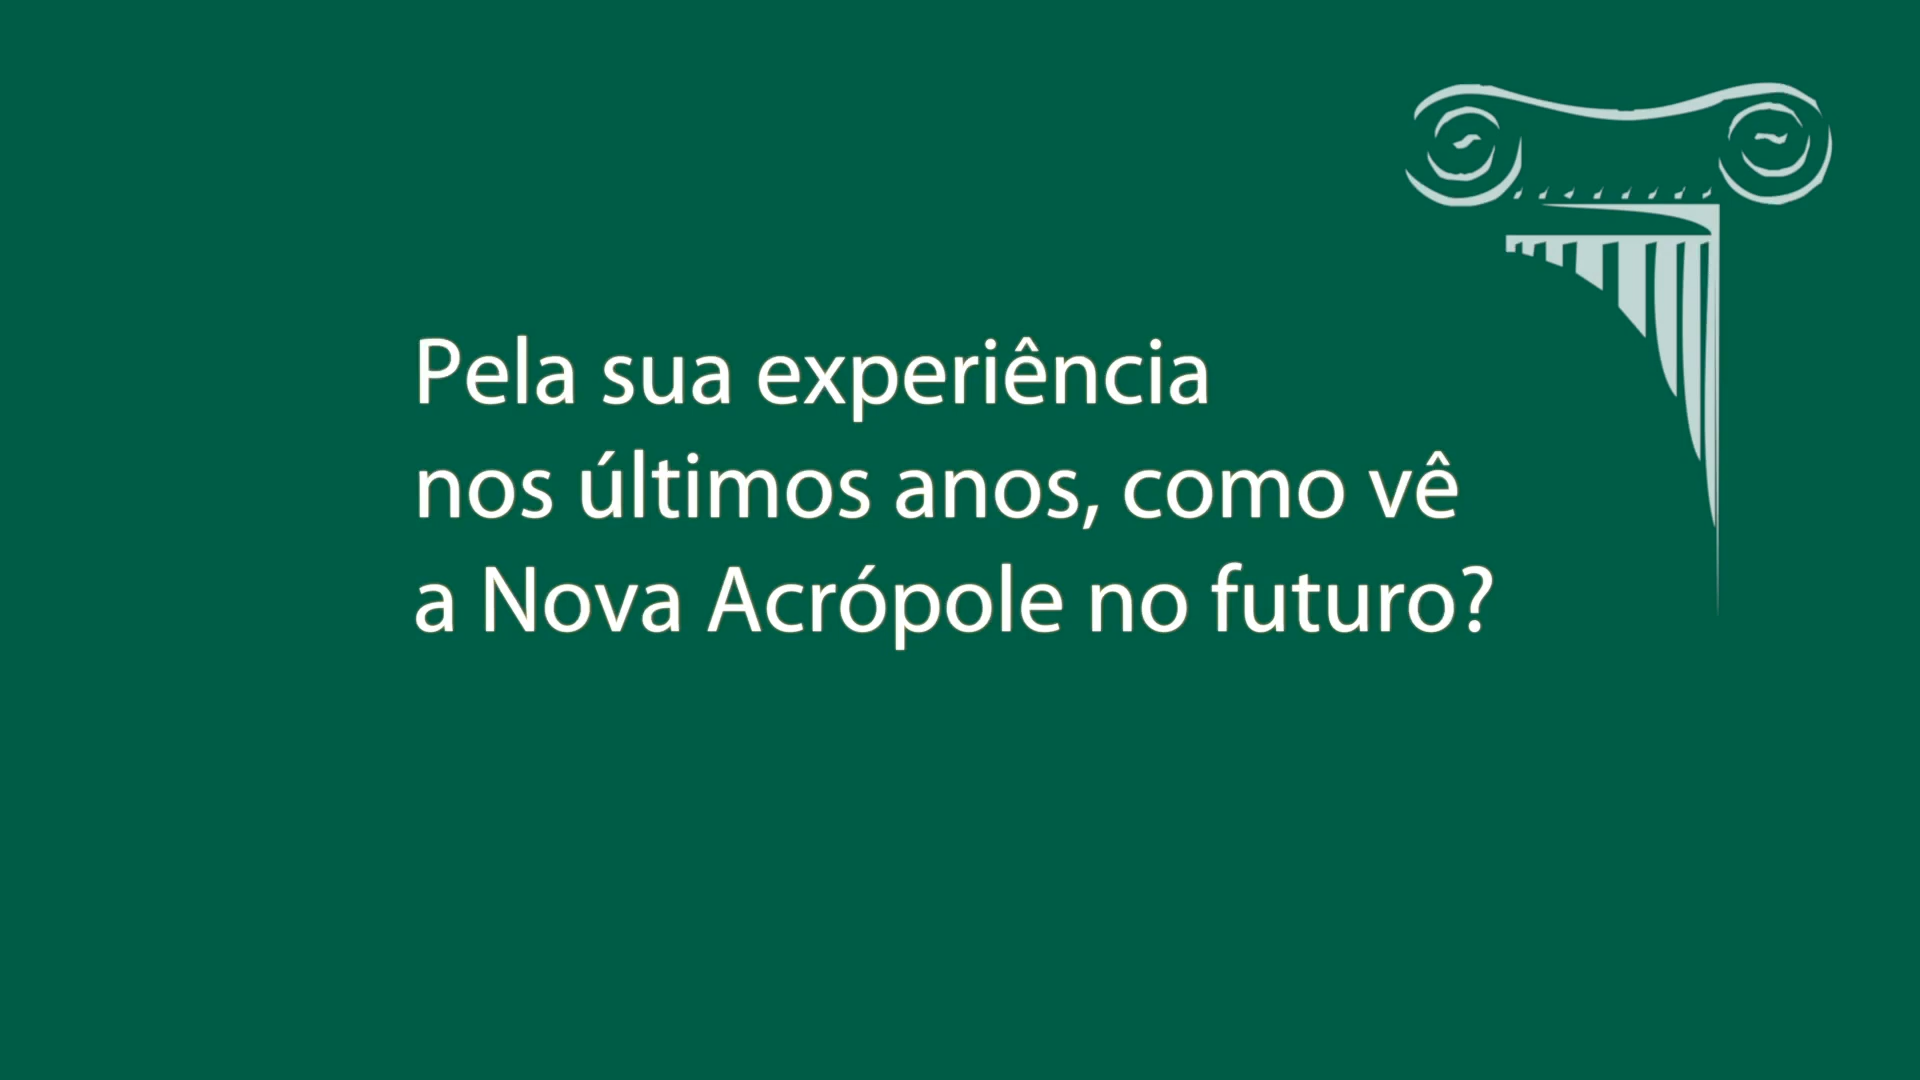 Pela sua experiência
nos últimos anos, como vê
a Nova Acrópole no futuro?